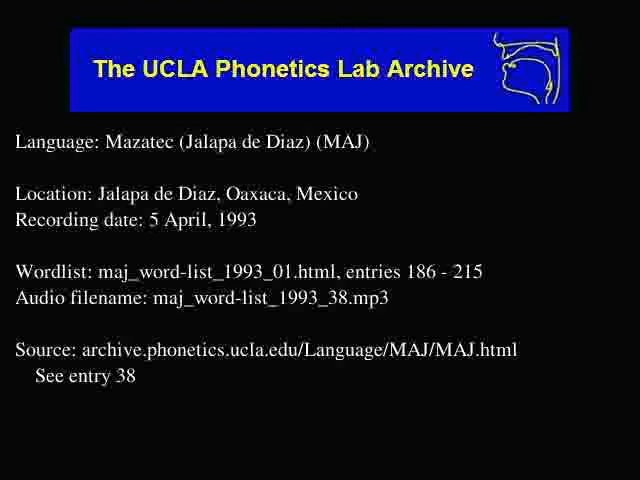 The UCLA Phonetics Lab Archive
Language: Mazatec (Jalapa de Diaz) (MAJ)
Location: Jalapa de Diaz, Oaxaca, Mexico
Recording date: 5 April, 1993
Wordlist: maj_word-list_1993_01.html, entries 186 - 215
Audio filename: maj_word-list_1993_38.mp3
Source: archive.phonetics.ucla.edu/Language/MAJ/MAJ.html
See entry 38